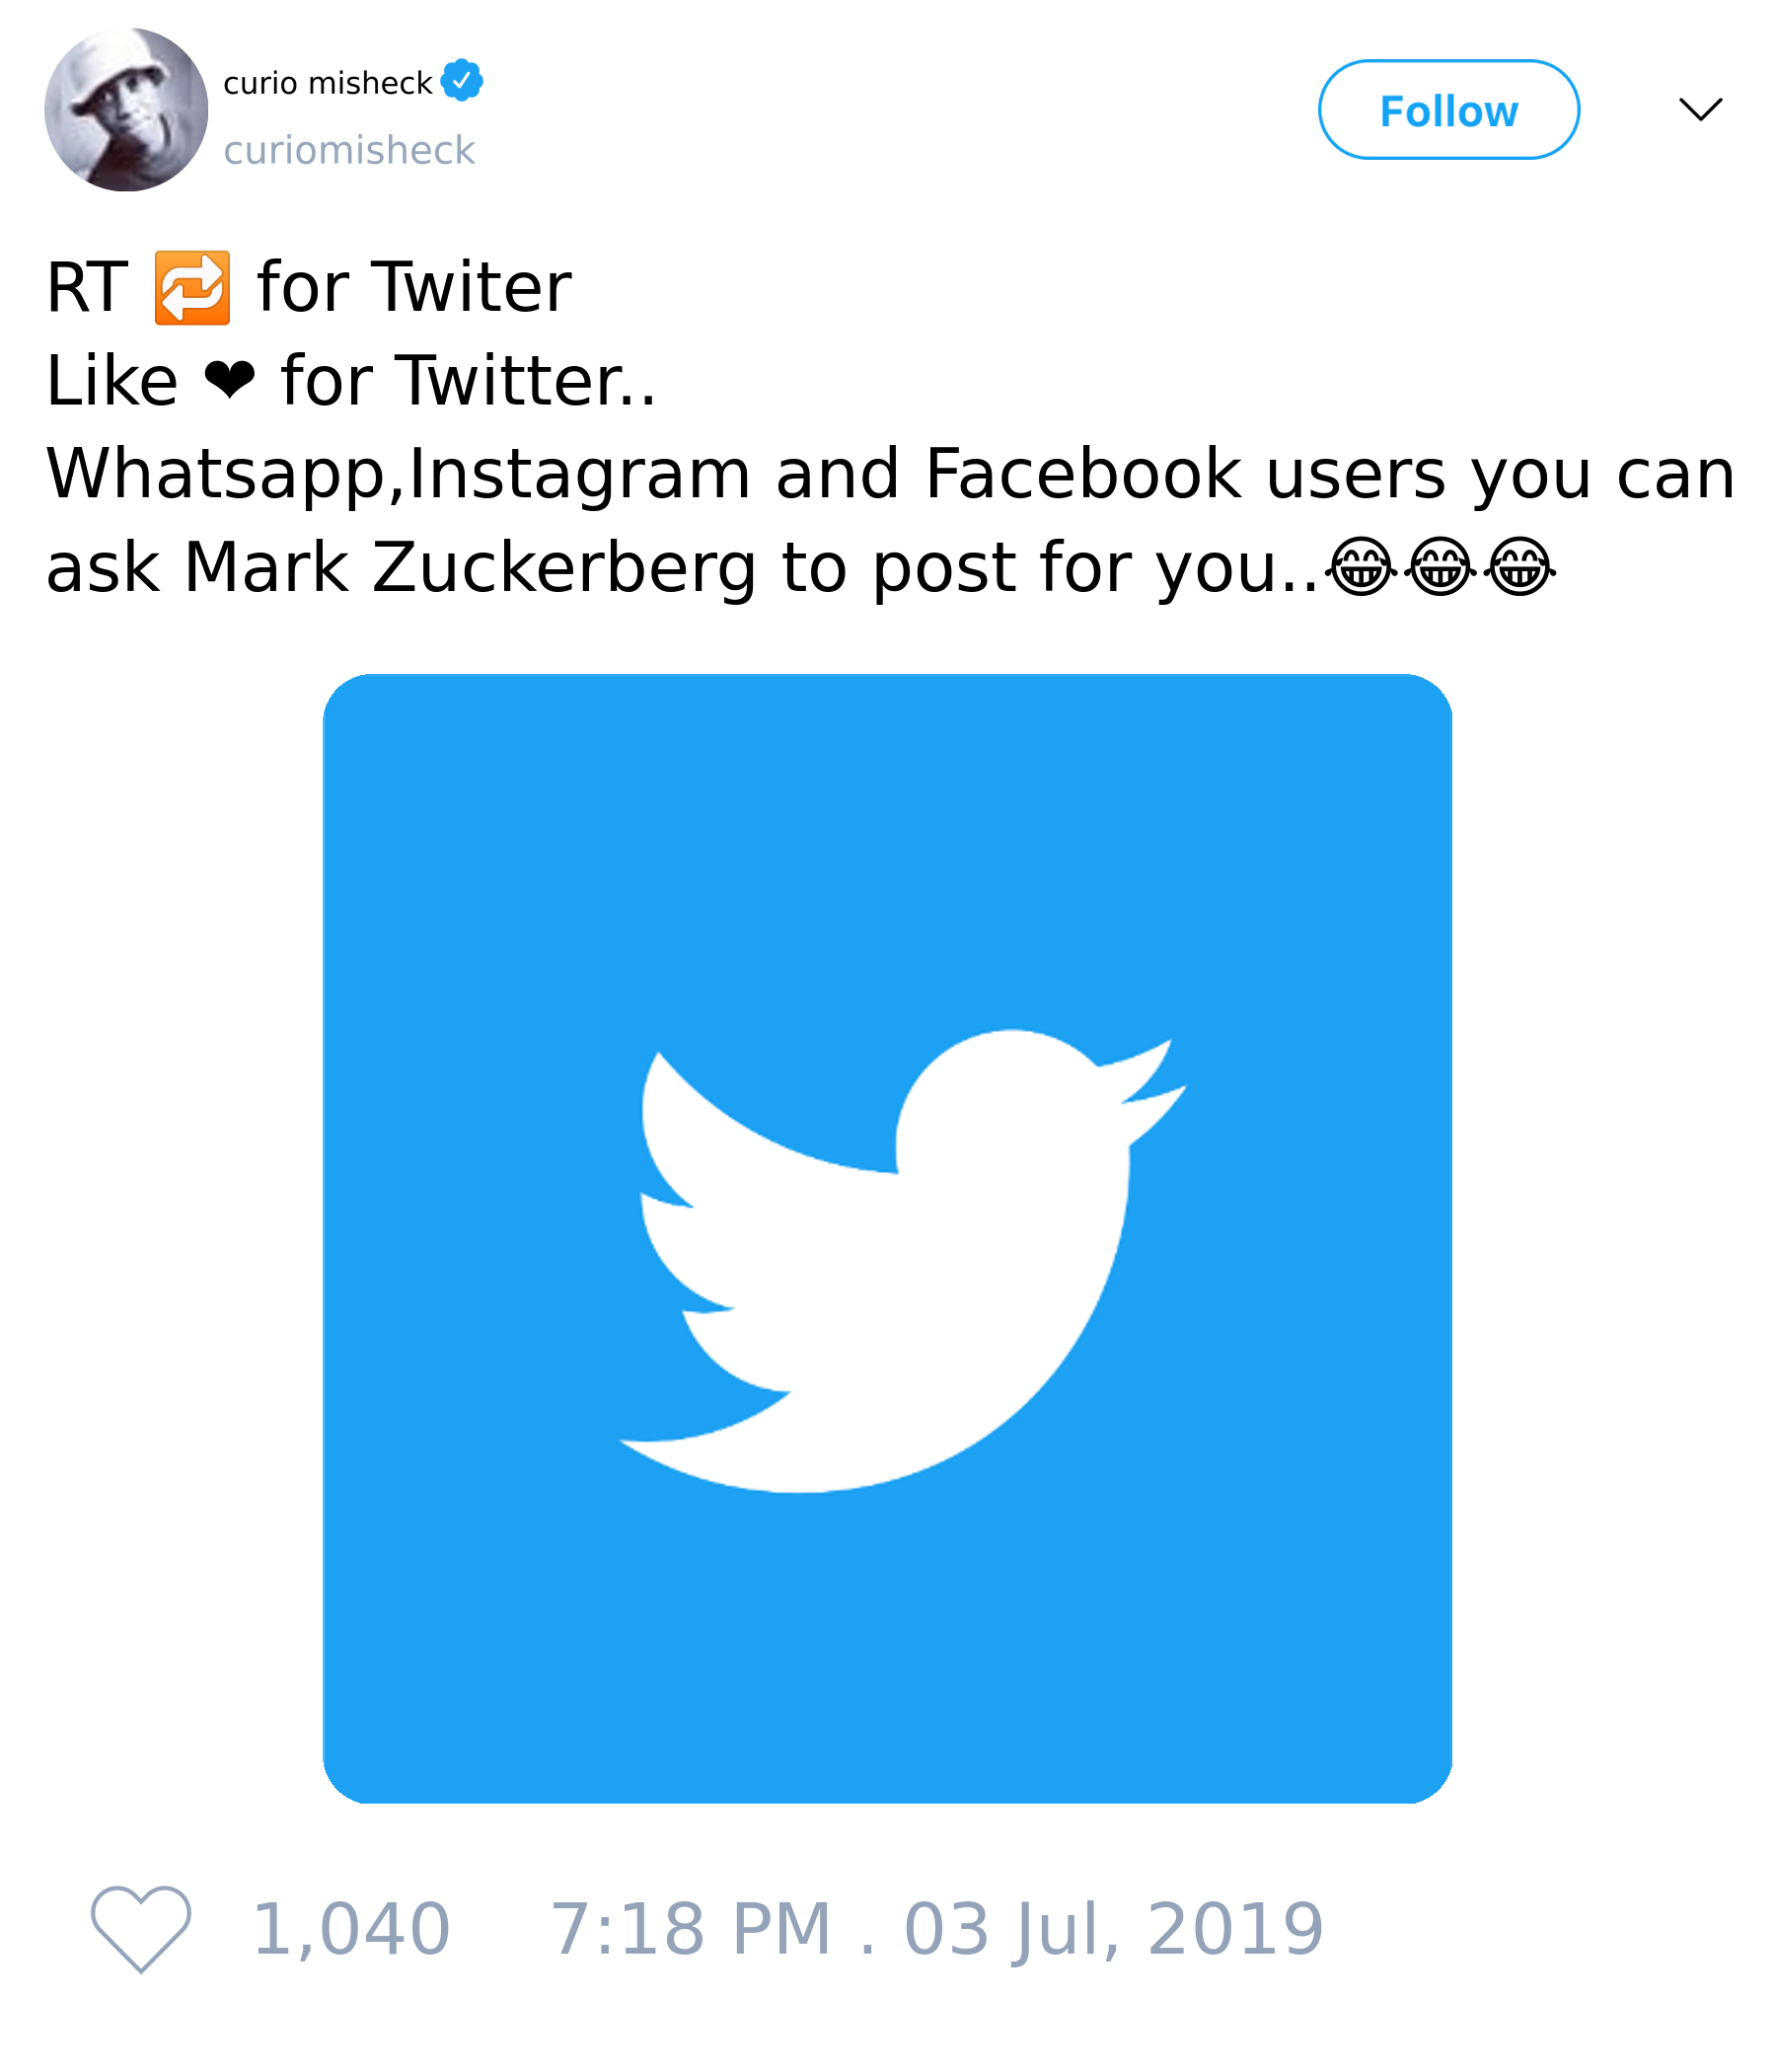 curio misheck
curiomisheck
Follow
RT 🔁 for Twiter
Like ❤ for Twitter..
Whatsapp,Instagram and Facebook users you can
ask Mark Zuckerberg to post for you..😂😂😂
1,040 7:18 PM . 03 Jul, 2019